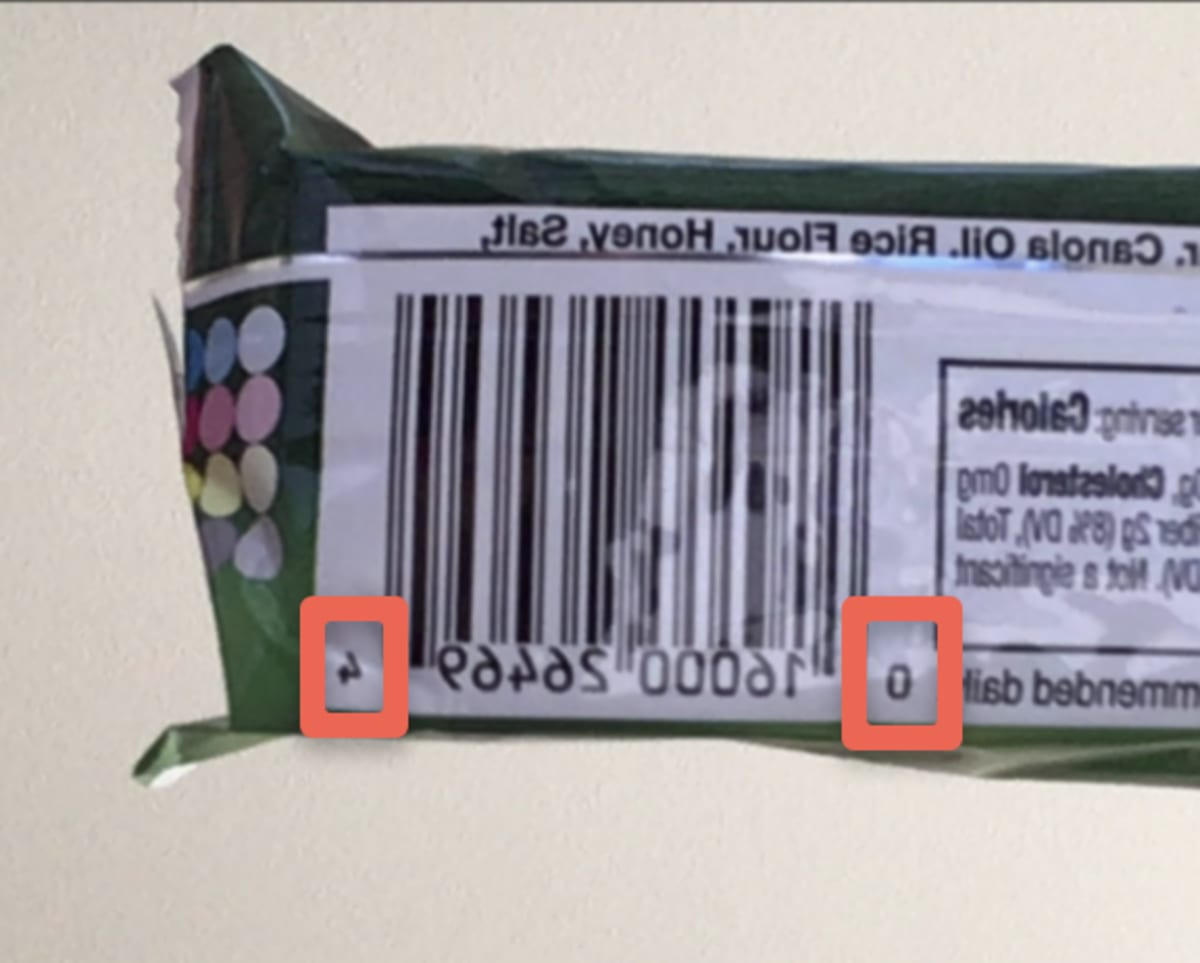 r. Canola Oil. Rice Flour, Honey, Salt,
r serving: Calories
g, Cholesterol 0mg
ber 2g (8% DV), Total
DV). Not a significant
mmended daily
0 16000 26469 4